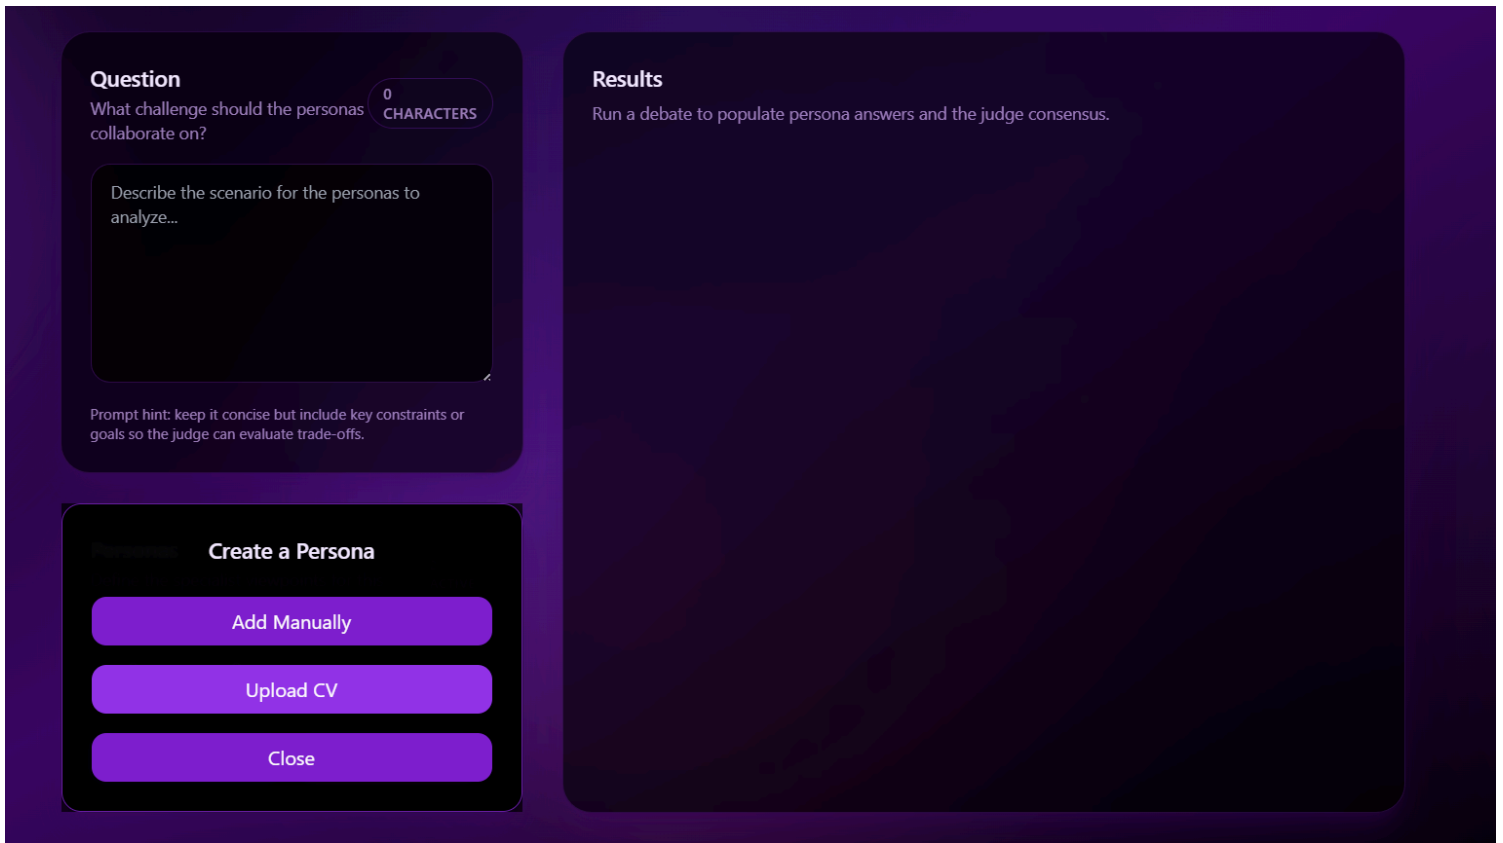 Question
What challenge should the personas
collaborate on?
0
CHARACTERS
Describe the scenario for the personas to
analyze...
Prompt hint: keep it concise but include key constraints or
goals so the judge can evaluate trade-offs.
Create a Persona
Add Manually
Upload CV
Close
Results
Run a debate to populate persona answers and the judge consensus.